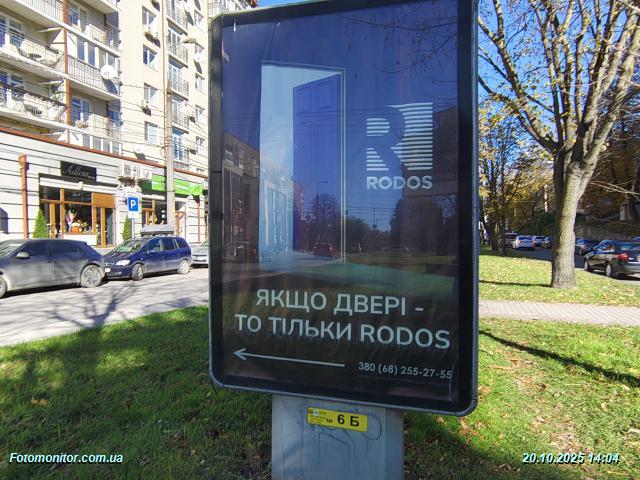 RODOS
ЯКЩО ДВЕРІ -
ТО ТІЛЬКИ RODOS
380 (68) 255-27-55
№ 6 Б
P
Fotomonitor.com.ua
20.10.2025 14:04